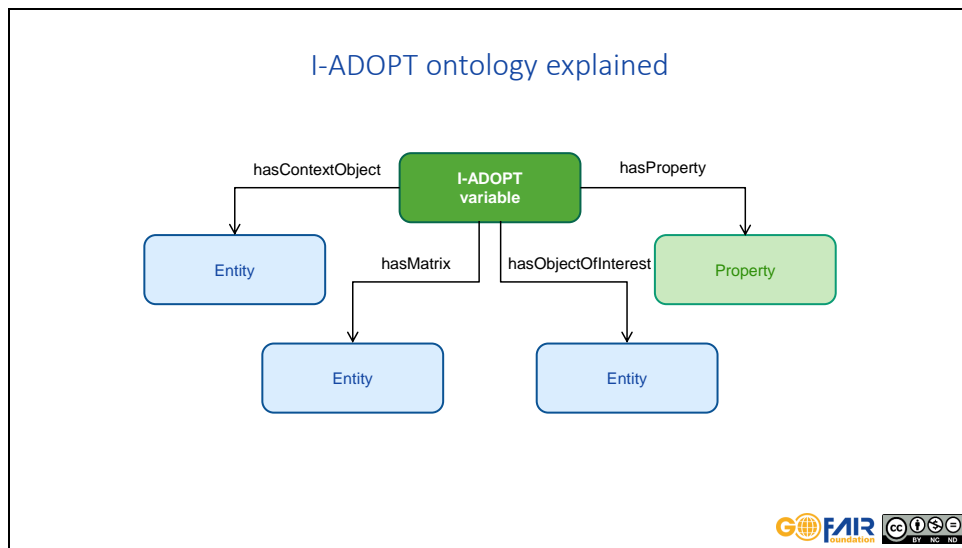 I-ADOPT ontology explained
hasContextObject
I-ADOPT
variable
hasProperty
Entity
hasMatrix
hasObjectOfInterest
Property
Entity
Entity
GO FAIR
Foundation
cc
BY NC ND